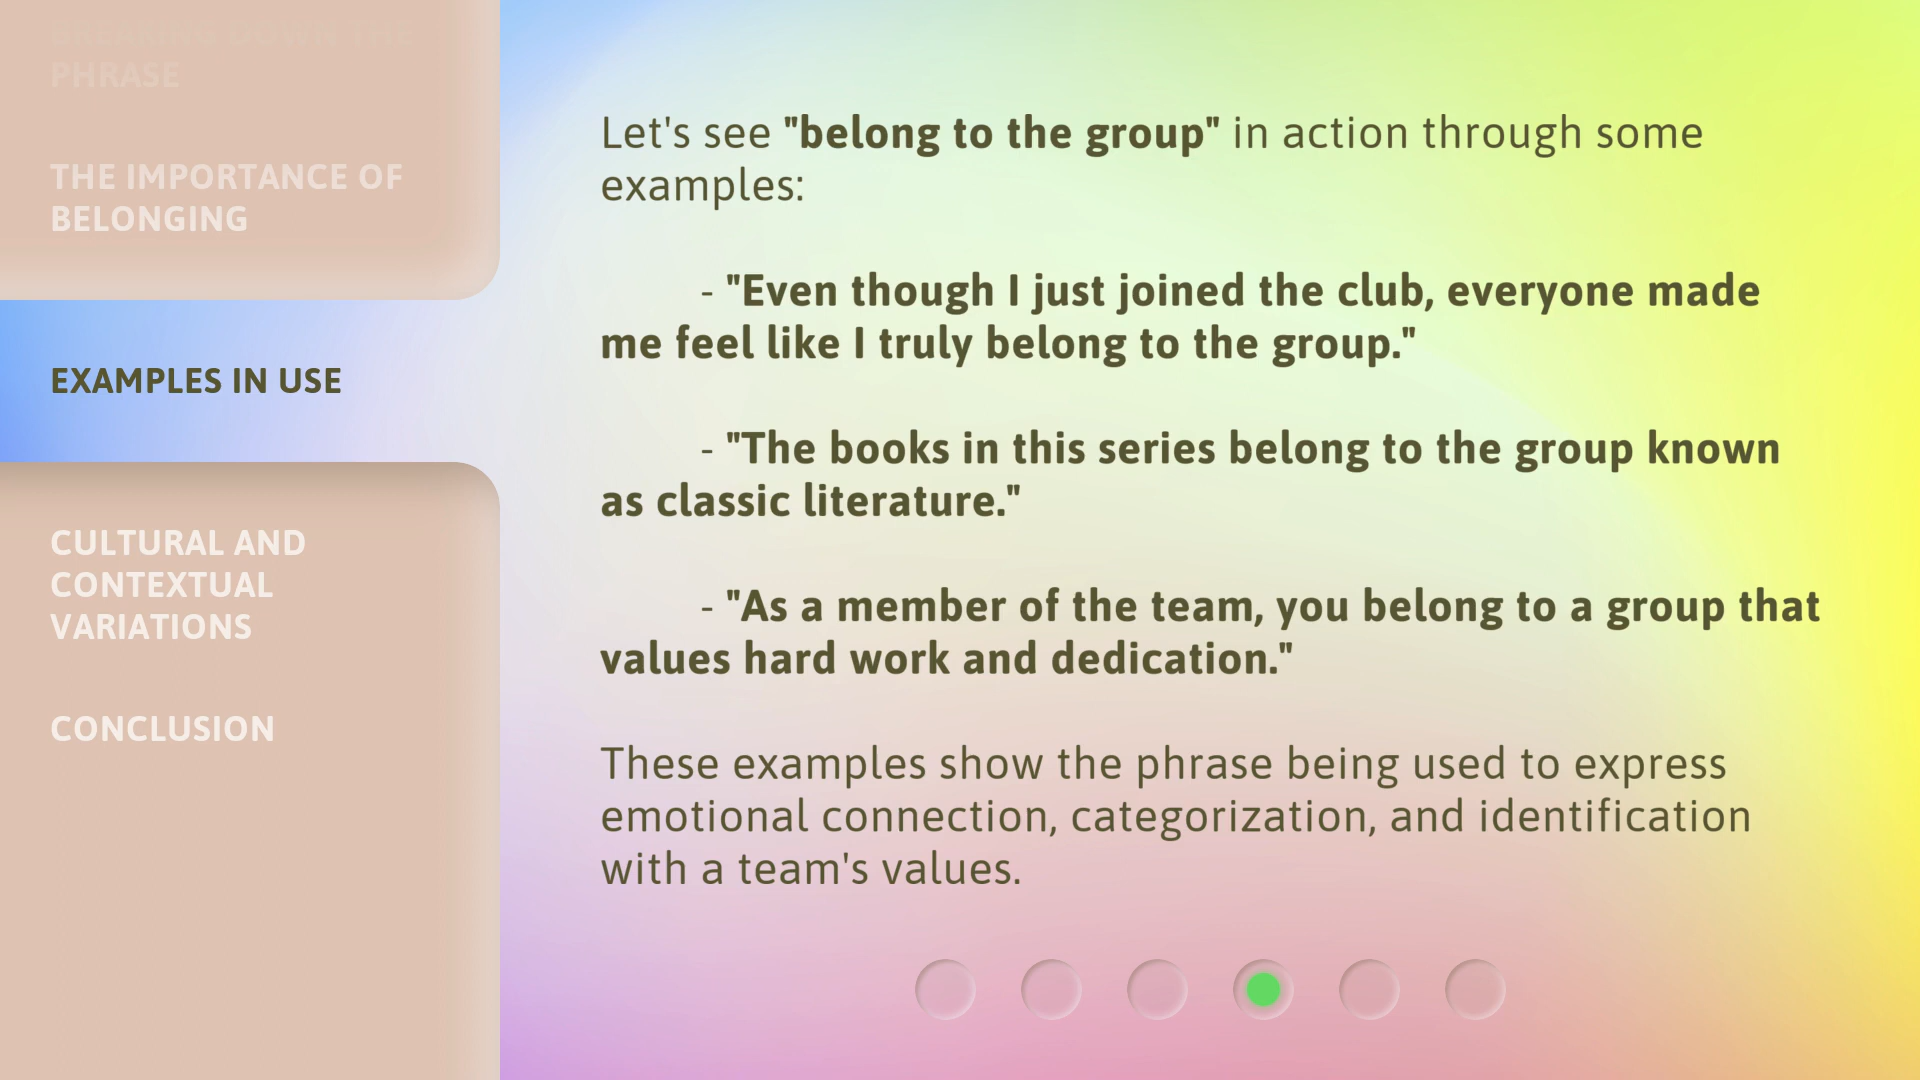 BREAKING DOWN THE
PHRASE
THE IMPORTANCE OF
BELONGING
EXAMPLES IN USE
CULTURAL AND
CONTEXTUAL
VARIATIONS
CONCLUSION
Let's see "belong to the group" in action through some
examples:
- "Even though I just joined the club, everyone made
me feel like I truly belong to the group."
- "The books in this series belong to the group known
as classic literature."
- "As a member of the team, you belong to a group that
values hard work and dedication."
These examples show the phrase being used to express
emotional connection, categorization, and identification
with a team's values.